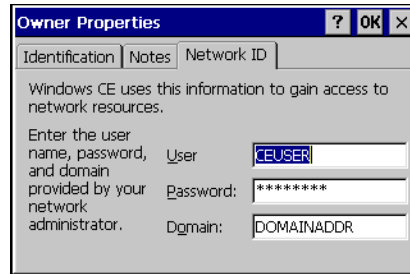 Owner Properties ? OK ×
Identification Notes Network ID
Windows CE uses this information to gain access to
network resources.
Enter the user
name, password,
and domain
provided by your
network
administrator.
User CEUSER
Password: ********
Domain: DOMAINADDR